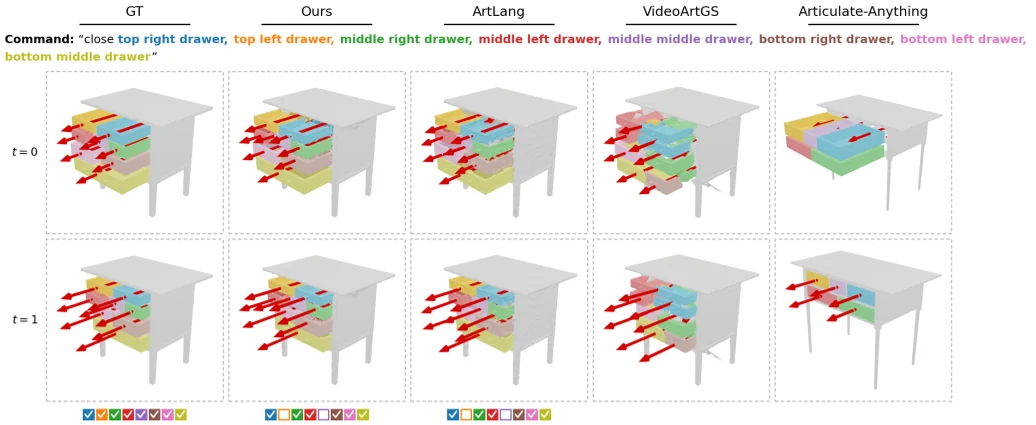 GT Ours ArtLang VideoArtGS Articulate-Anything
Command: “close top right drawer, top left drawer, middle right drawer, middle left drawer, middle middle drawer, bottom right drawer, bottom left drawer,
bottom middle drawer”
t = 0
t = 1